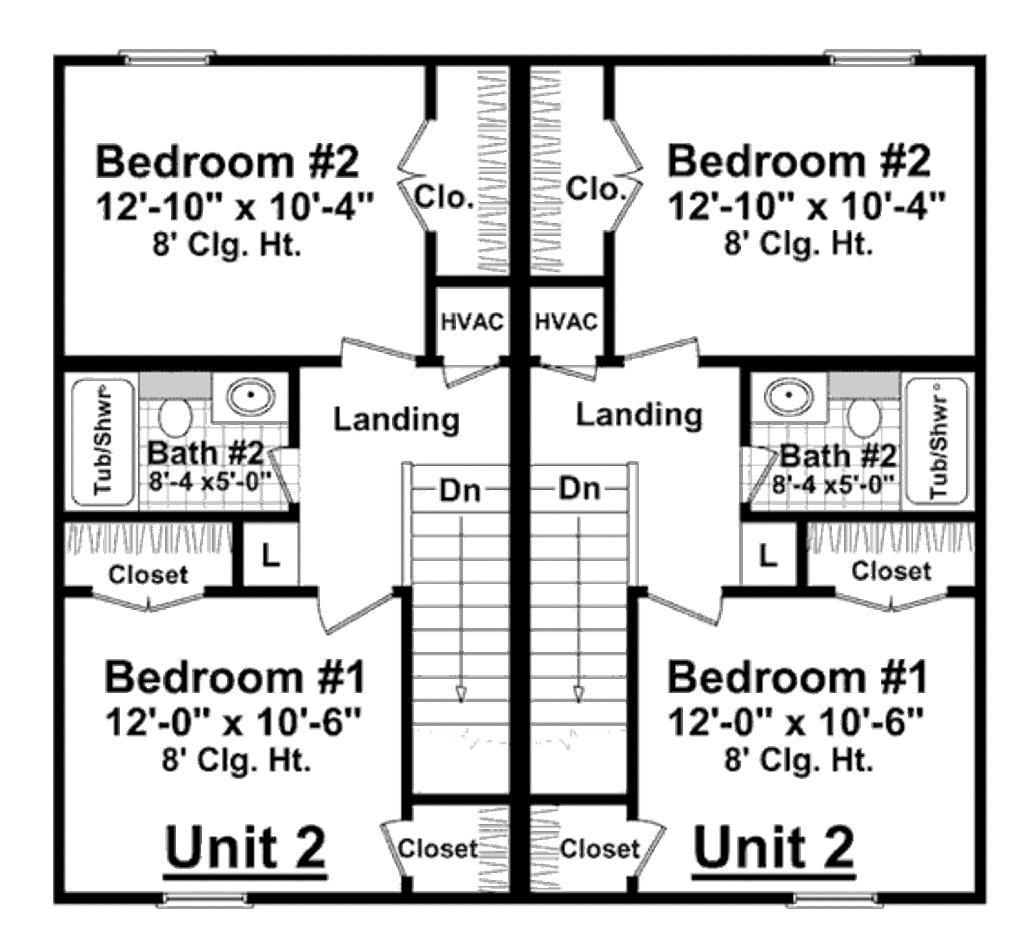 Bedroom #2
12'-10" x 10'-4"
8' Clg. Ht.
Clo.
Clo.
Bedroom #2
12'-10" x 10'-4"
8' Clg. Ht.
HVAC
HVAC
Landing
Landing
Tub/Shwr
Bath #2
8'-4 x5'-0"
Bath #2
8'-4 x5'-0"
Tub/Shwr
Dn
Dn
Closet
L
L
Closet
Bedroom #1
12'-0" x 10'-6"
8' Clg. Ht.
Bedroom #1
12'-0" x 10'-6"
8' Clg. Ht.
Unit 2
Closet
Closet
Unit 2